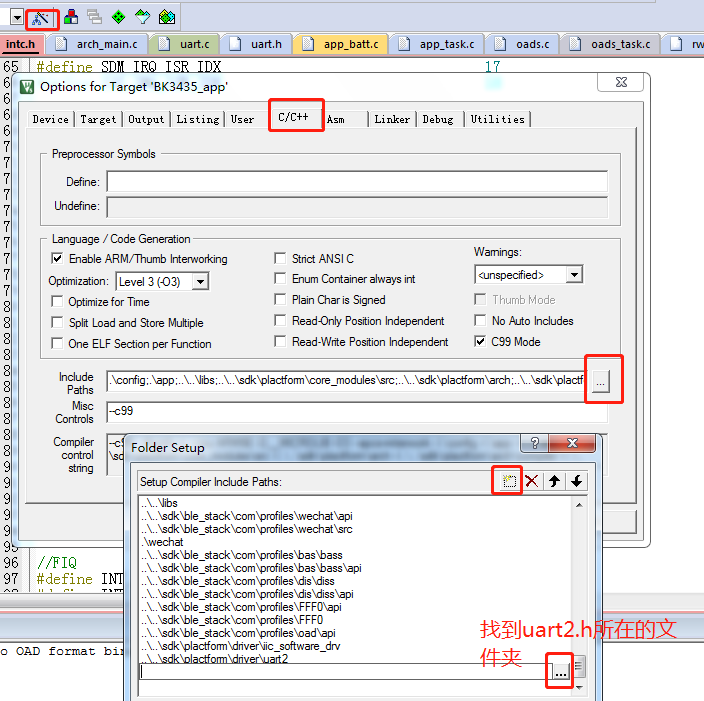 intc.h
arch_main.c
uart.c
uart.h
app_batt.c
app_task.c
oads.c
oads_task.c
rw
65 #define SDM_IRQ_ISR_IDX 17
Options for Target 'BK3435_app'
Device Target Output Listing User C/C++ Asm Linker Debug Utilities
Preprocessor Symbols
Define:
Undefine:
Language / Code Generation
Enable ARM/Thumb Interworking
Optimization: Level 3 (-O3)
Optimize for Time
Split Load and Store Multiple
One ELF Section per Function
Strict ANSI C
Enum Container always int
Plain Char is Signed
Read-Only Position Independent
Read-Write Position Independent
Warnings:
<unspecified>
Thumb Mode
No Auto Includes
C99 Mode
Include Paths
.\config;.\app;..\..\libs;..\..\sdk\plactform\core_modules\src;..\..\sdk\plactform\arch;..\..\sdk\plactf
...
Misc Controls
--c99
Compiler control string
Folder Setup
Setup Compiler Include Paths:
..\..\libs
..\..\sdk\ble_stack\com\profiles\wechat\api
..\..\sdk\ble_stack\com\profiles\wechat\src
.\wechat
..\..\sdk\ble_stack\com\profiles\bas\bass
..\..\sdk\ble_stack\com\profiles\bas\bass\api
..\..\sdk\ble_stack\com\profiles\dis\diss
..\..\sdk\ble_stack\com\profiles\dis\diss\api
..\..\sdk\ble_stack\com\profiles\FFF0\api
..\..\sdk\ble_stack\com\profiles\FFF0
..\..\sdk\ble_stack\com\profiles\oad\api
..\..\sdk\plactform\driver\iic_software_drv
..\..\sdk\plactform\driver\uart2
...
找到uart2.h所在的文
件夹
96 //FIQ
97 #define INT
o OAD format bin